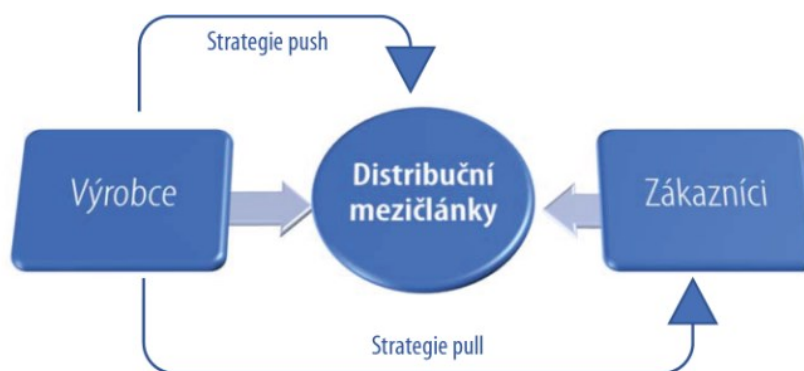 Strategie push
Výrobce
Distribuční
mezičlánky
Zákazníci
Strategie pull